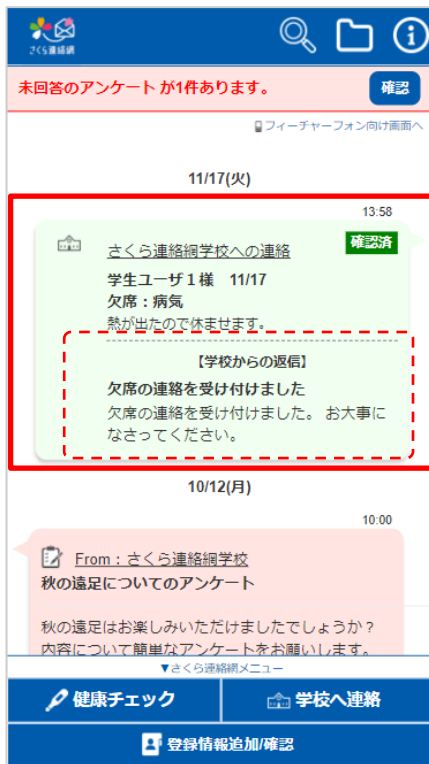 さくら連絡網
未回答のアンケート が1件あります。
確認
フィーチャーフォン向け画面へ
11/17(火)
13:58
さくら連絡網学校への連絡
確認済
学生ユーザ1様 11/17
欠席:病気
熱が出たので休ませます。
【学校からの返信】
欠席の連絡を受け付けました
欠席の連絡を受け付けました。 お大事に
なさってください。
10/12(月)
10:00
From:さくら連絡網学校
秋の遠足についてのアンケート
秋の遠足はお楽しみいただけましたでしょうか?
内容について簡単なアンケートをお願いします。
▼さくら連絡網メニュー
健康チェック
学校へ連絡
登録情報追加/確認